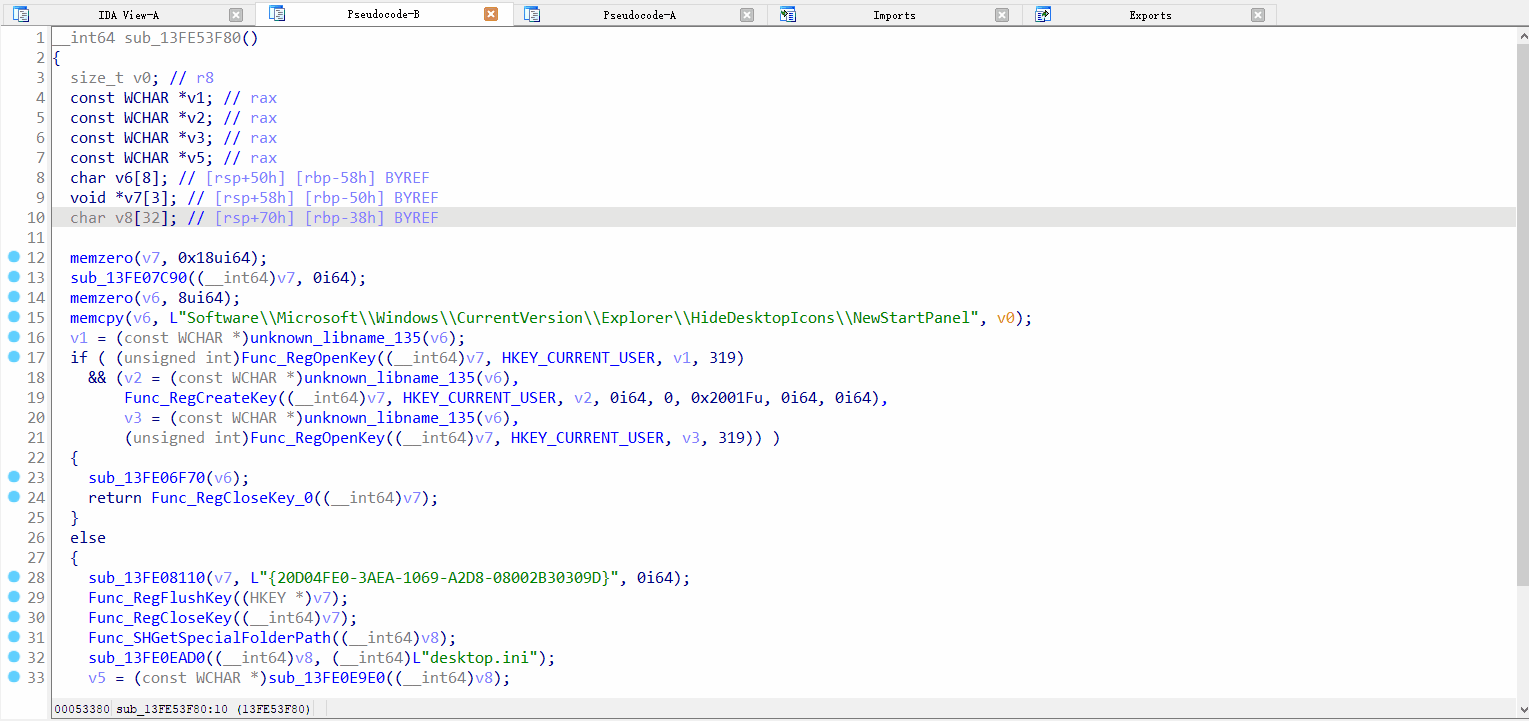 IDA View-A
Pseudocode-B
Pseudocode-A
Imports
Exports
1 __int64 sub_13FE53F80()
2 {
3   size_t v0; // r8
4   const WCHAR *v1; // rax
5   const WCHAR *v2; // rax
6   const WCHAR *v3; // rax
7   const WCHAR *v5; // rax
8   char v6[8]; // [rsp+50h] [rbp-58h] BYREF
9   void *v7[3]; // [rsp+58h] [rbp-50h] BYREF
10   char v8[32]; // [rsp+70h] [rbp-38h] BYREF
11
12   memzero(v7, 0x18ui64);
13   sub_13FE07C90((__int64)v7, 0i64);
14   memzero(v6, 8ui64);
15   memcpy(v6, L"Software\\Microsoft\\Windows\\CurrentVersion\\Explorer\\HideDesktopIcons\\NewStartPanel", v0);
16   v1 = (const WCHAR *)unknown_libname_135(v6);
17   if ( (unsigned int)Func_RegOpenKey((__int64)v7, HKEY_CURRENT_USER, v1, 319)
18     && (v2 = (const WCHAR *)unknown_libname_135(v6),
19         Func_RegCreateKey((__int64)v7, HKEY_CURRENT_USER, v2, 0i64, 0, 0x2001Fu, 0i64, 0i64),
20         v3 = (const WCHAR *)unknown_libname_135(v6),
21         (unsigned int)Func_RegOpenKey((__int64)v7, HKEY_CURRENT_USER, v3, 319)) )
22   {
23     sub_13FE06F70(v6);
24     return Func_RegCloseKey_0((__int64)v7);
25   }
26   else
27   {
28     sub_13FE08110(v7, L"{20D04FE0-3AEA-1069-A2D8-08002B30309D}", 0i64);
29     Func_RegFlushKey((HKEY *)v7);
30     Func_RegCloseKey((__int64)v7);
31     Func_SHGetSpecialFolderPath((__int64)v8);
32     sub_13FE0EAD0((__int64)v8, (__int64)L"desktop.ini");
33     v5 = (const WCHAR *)sub_13FE0E9E0((__int64)v8);
00053380 sub_13FE53F80:10 (13FE53F80)